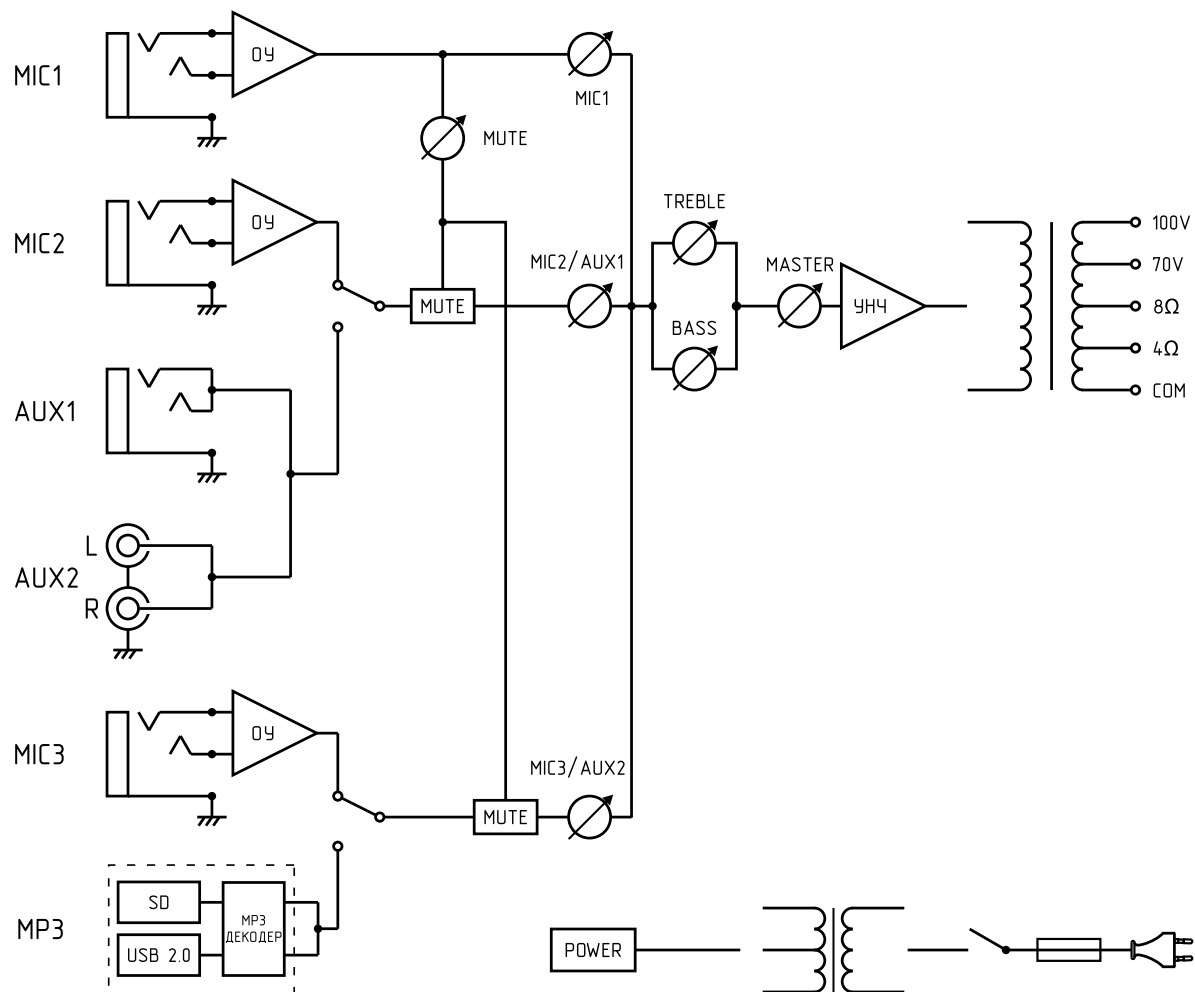 MIC1
ОУ
MIC1
MUTE
MIC2
ОУ
TREBLE
MIC2/AUX1
MUTE
MASTER
УНЧ
BASS
100V
70V
8Ω
4Ω
COM
AUX1
L
AUX2
R
MIC3
ОУ
MIC3/AUX2
MUTE
MP3
SD
USB 2.0
MP3
ДЕКОДЕР
POWER